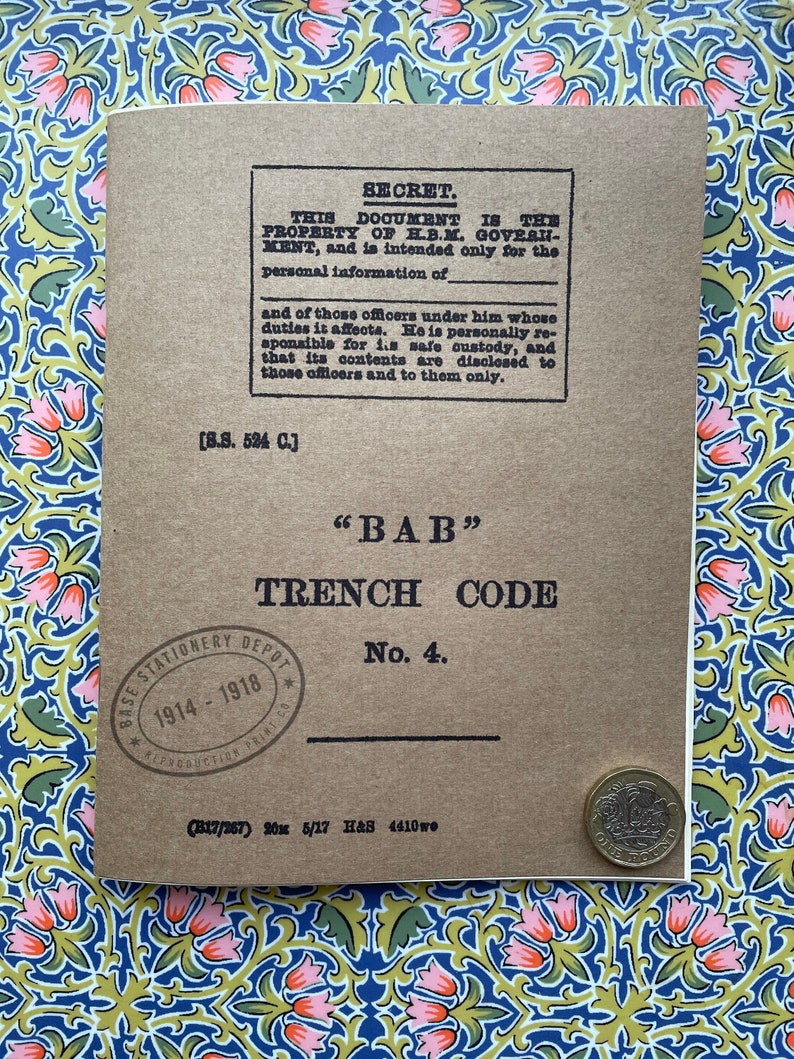 SECRET.
THIS DOCUMENT IS THE
PROPERTY OF H.B.M. GOVERN-
MENT, and is intended only for the
personal information of
and of those officers under him whose
duties it affects. He is personally re-
sponsible for its safe custody, and
that its contents are disclosed to
those officers and to them only.
[S.S. 524 C.]
“BAB”
TRENCH CODE
No. 4.
BASE STATIONERY DEPOT
1914 - 1918
REPRODUCTION PRINT CO
(B17/267) 20M 5/17 H&S 4410wo
ONE POUND